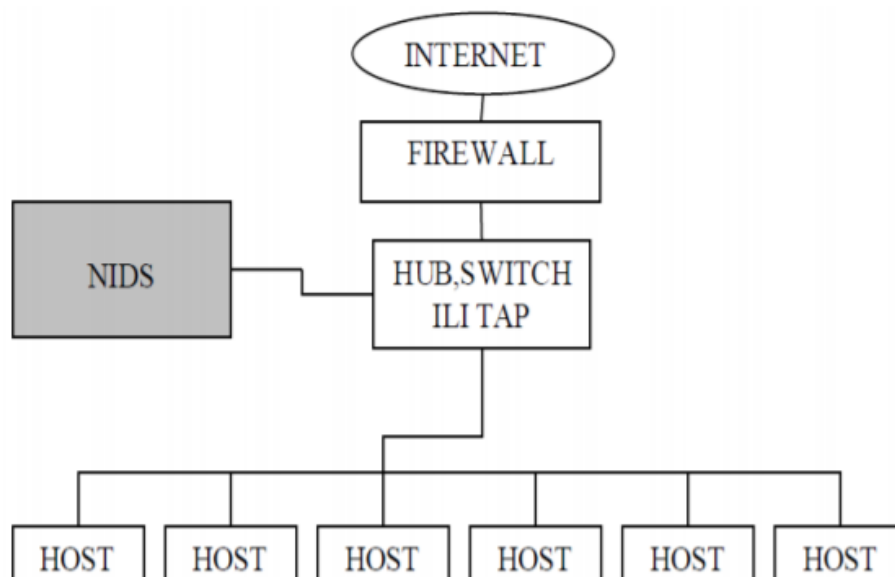 INTERNET
FIREWALL
NIDS
HUB,SWITCH
ILI TAP
HOST
HOST
HOST
HOST
HOST
HOST